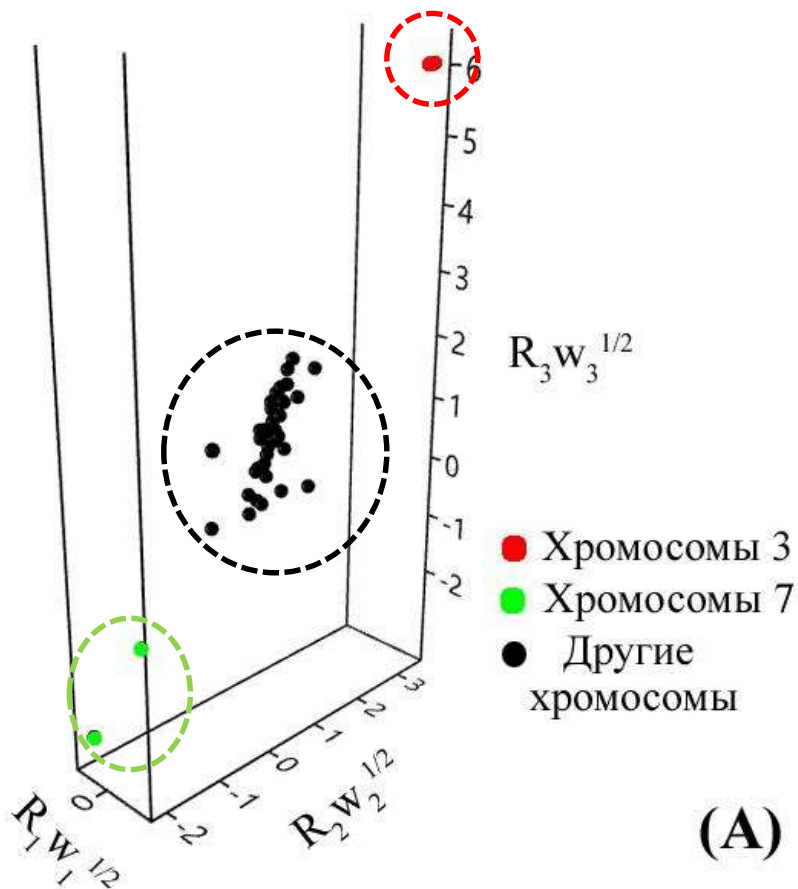 6
5
4
3
2
1
0
-1
-2
R₃w₃^1/2
Хромосомы 3
Хромосомы 7
Другие
хромосомы
3
2
1
0
-1
-2
R₂w₂^1/2
0
R₁w₁^1/2
(A)